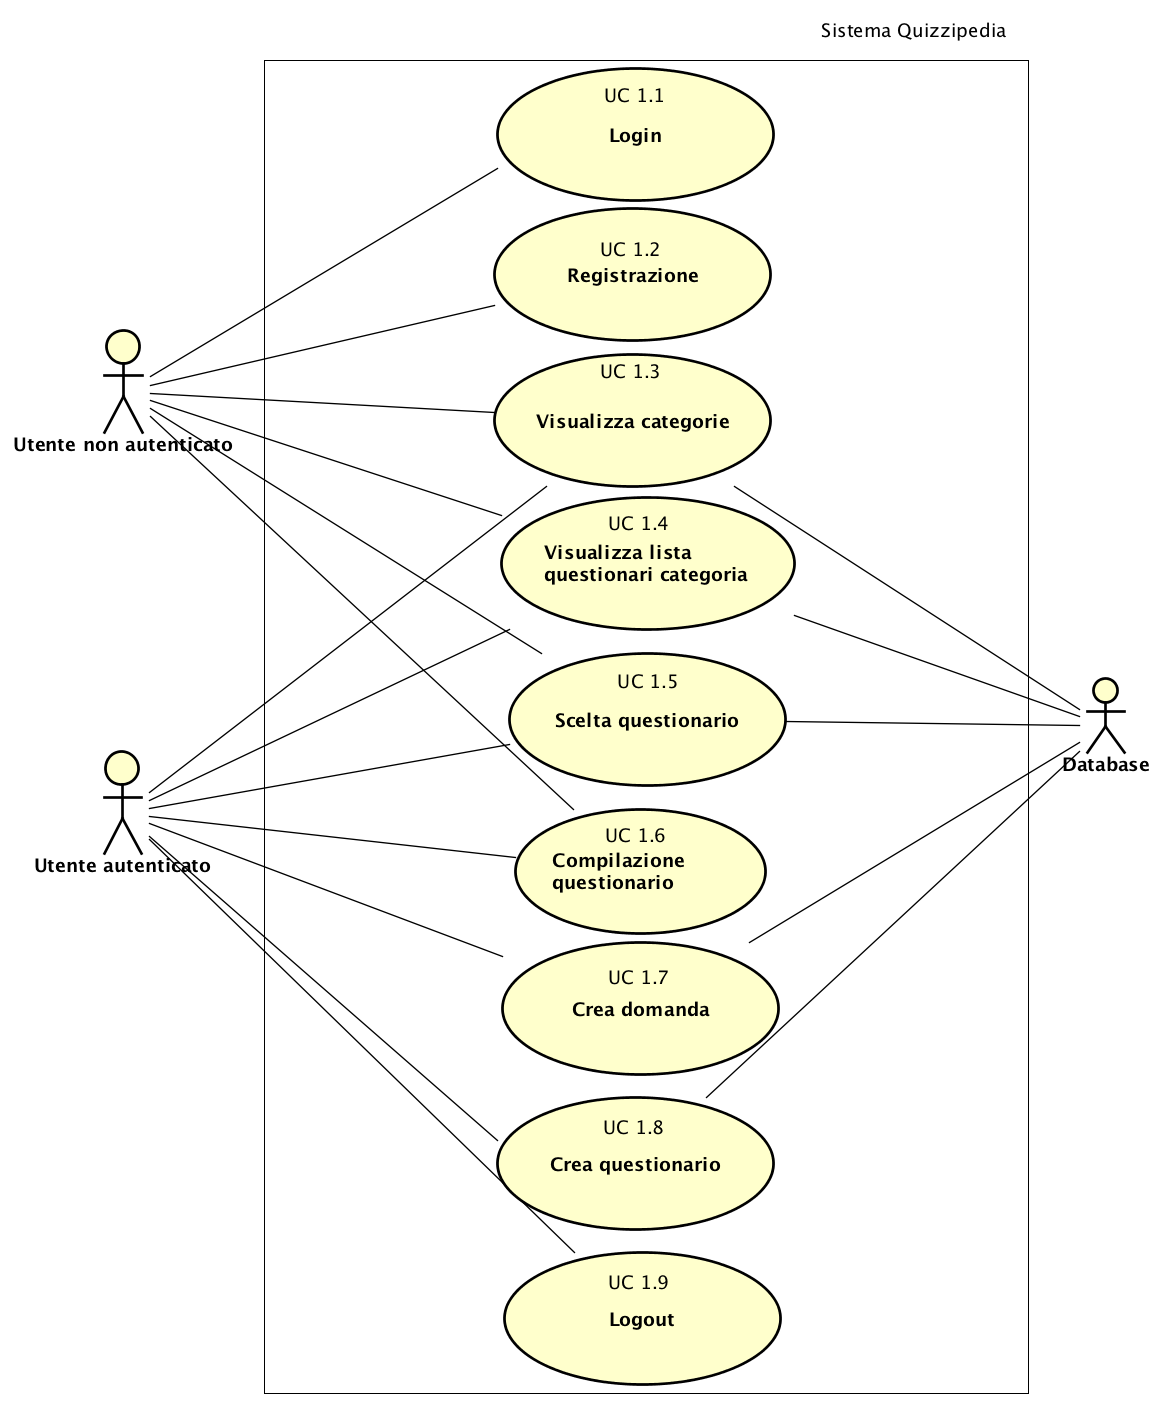 Sistema Quizzipedia
UC 1.1
Login
UC 1.2
Registrazione
UC 1.3
Visualizza categorie
Utente non autenticato
UC 1.4
Visualizza lista
questionari categoria
UC 1.5
Scelta questionario
Database
UC 1.6
Compilazione
questionario
Utente autenticato
UC 1.7
Crea domanda
UC 1.8
Crea questionario
UC 1.9
Logout